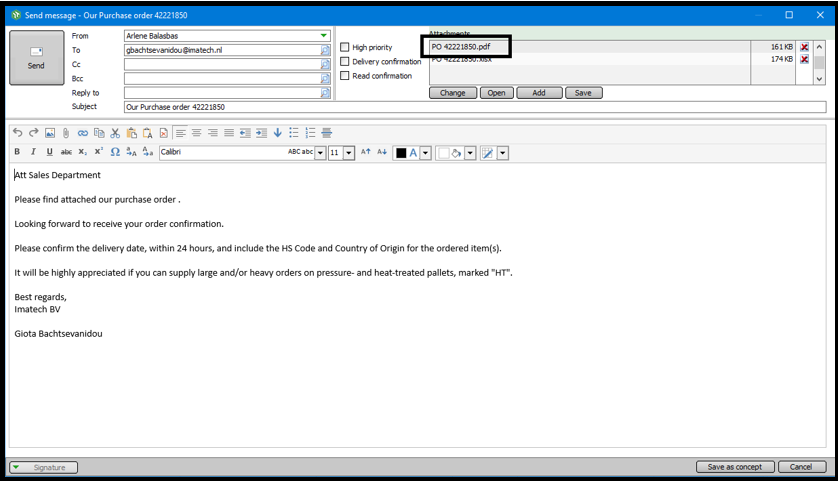 Send message - Our Purchase order 42221850
Send
From
Arlene Balasbas
To
gbachtsevanidou@imatech.nl
Cc
Bcc
Reply to
Subject
Our Purchase order 42221850
High priority
Delivery confirmation
Read confirmation
Attachments
PO 42221850.pdf
161 KB
PO 42221850.xlsx
174 KB
Change
Open
Add
Save
Calibri
ABC abc
11
Att Sales Department
Please find attached our purchase order .
Looking forward to receive your order confirmation.
Please confirm the delivery date, within 24 hours, and include the HS Code and Country of Origin for the ordered item(s).
It will be highly appreciated if you can supply large and/or heavy orders on pressure- and heat-treated pallets, marked "HT".
Best regards,
Imatech BV
Giota Bachtsevanidou
Signature
Save as concept
Cancel